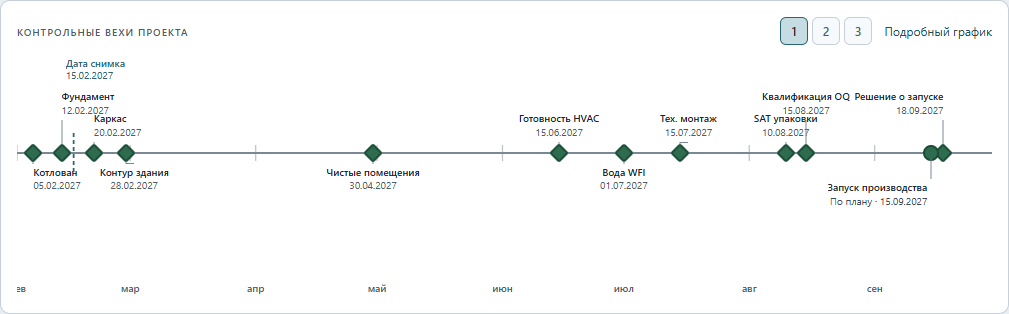 КОНТРОЛЬНЫЕ ВЕХИ ПРОЕКТА
1 2 3 Подробный график
Дата снимка
15.02.2027
Фундамент
12.02.2027
Каркас
20.02.2027
Котлован
05.02.2027
Контур здания
28.02.2027
Чистые помещения
30.04.2027
Готовность HVAC
15.06.2027
Вода WFI
01.07.2027
Тех. монтаж
15.07.2027
Квалификация OQ
15.08.2027
SAT упаковки
10.08.2027
Решение о запуске
18.09.2027
Запуск производства
По плану · 15.09.2027
ев мар апр май июн июл авг сен